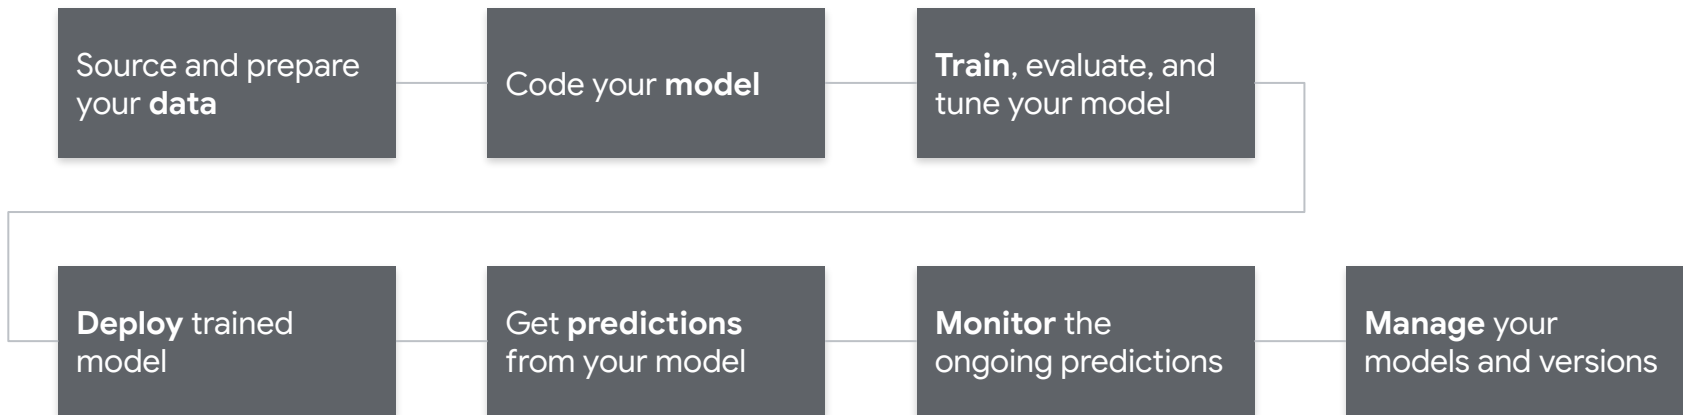 Source and prepare
your data
Code your model
Train, evaluate, and
tune your model
Deploy trained
model
Get predictions
from your model
Monitor the
ongoing predictions
Manage your
models and versions